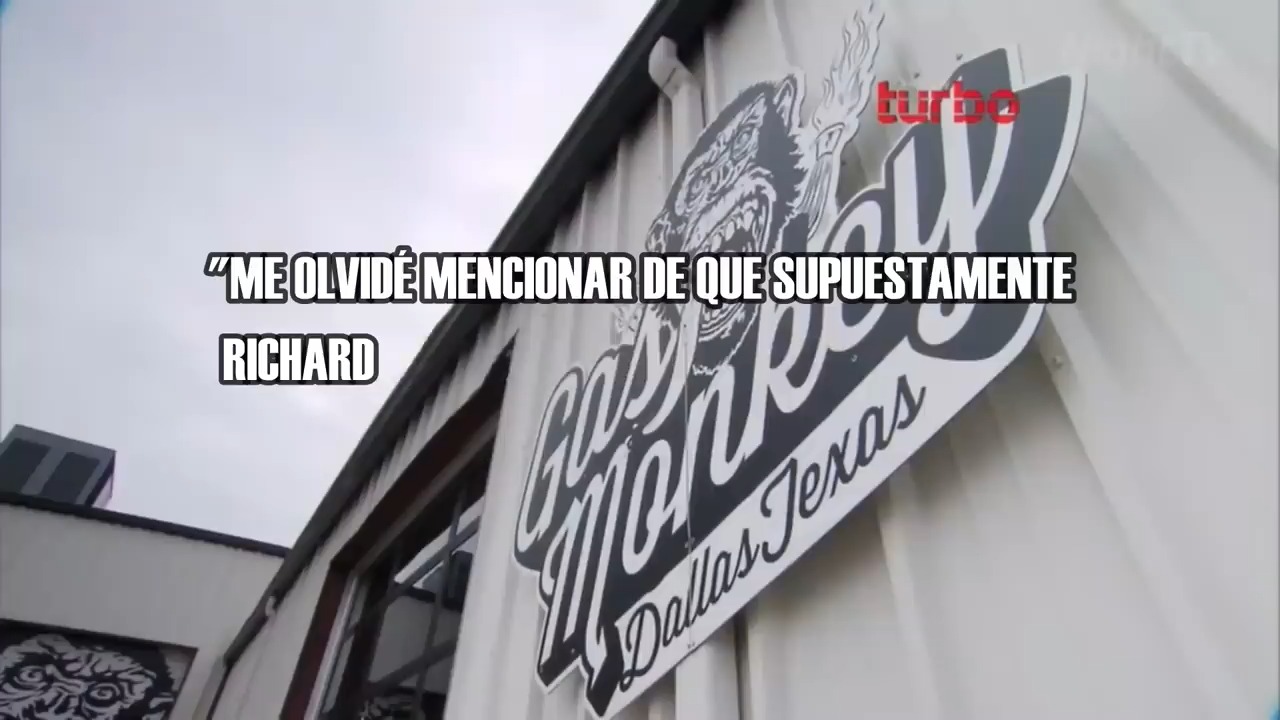 turbo
"ME OLVIDÉ MENCIONAR DE QUE SUPUESTAMENTE
RICHARD
Gas
Monkey
Dallas Texas